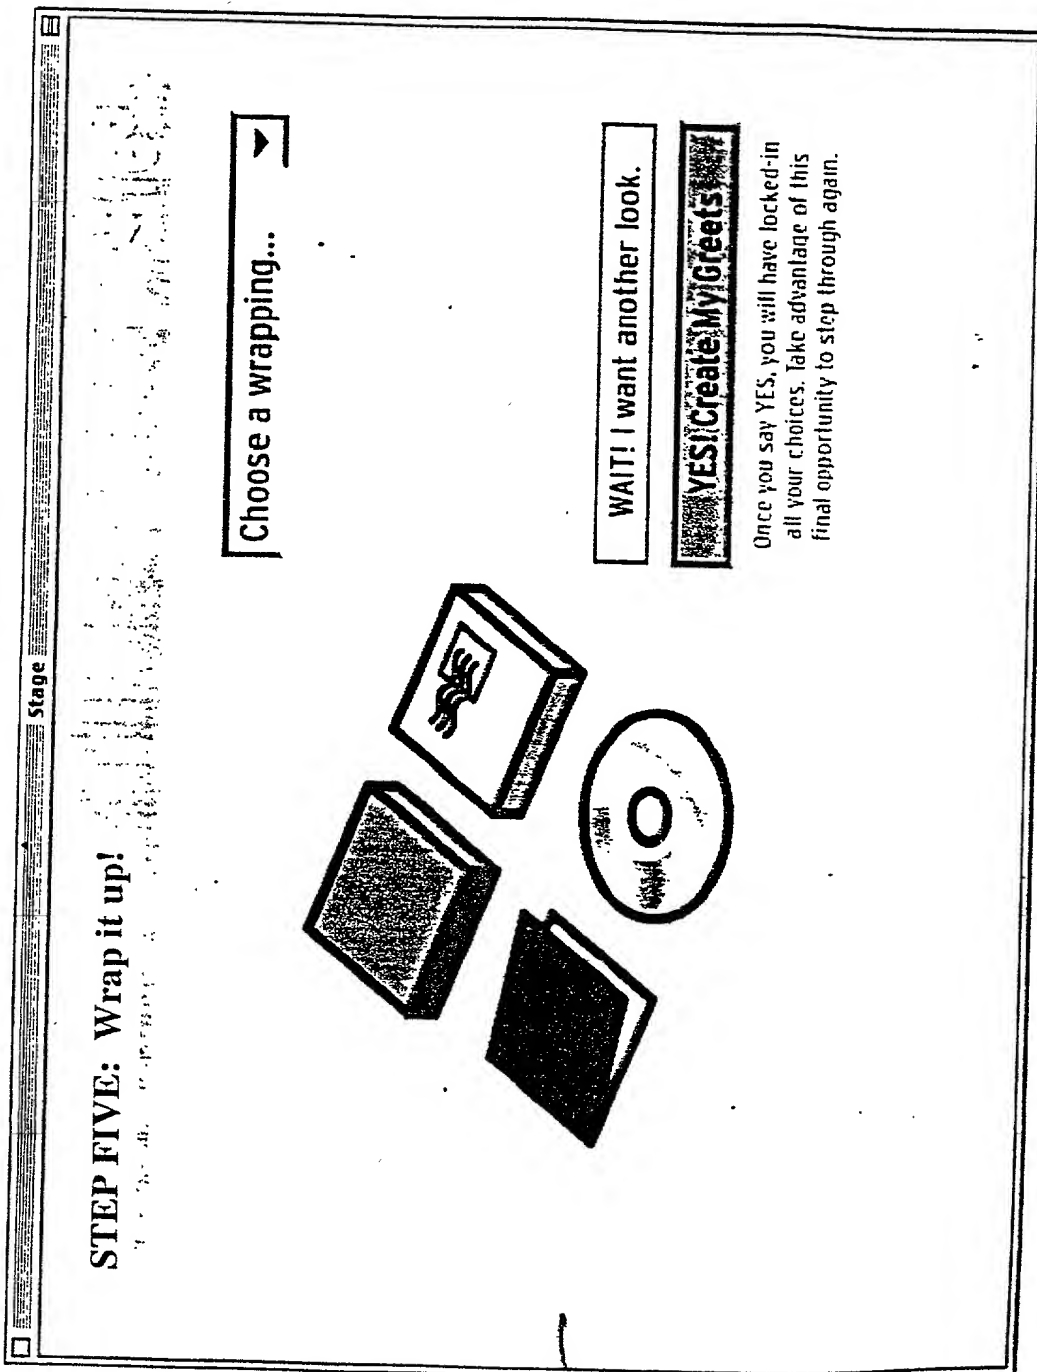 Stage
STEP FIVE: Wrap it up!
Choose a wrapping...
WAIT! I want another look.
YES! Create My Greets!
Once you say YES, you will have locked-in
all your choices. Take advantage of this
final opportunity to step through again.